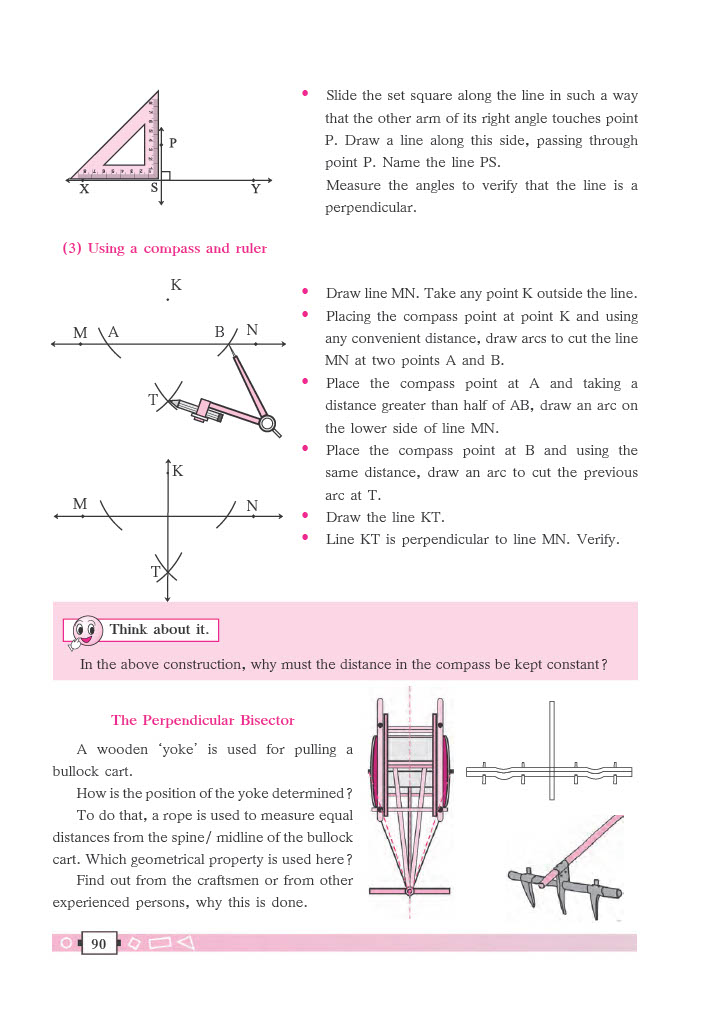 P
X
S
Y
• Slide the set square along the line in such a way
that the other arm of its right angle touches point
P. Draw a line along this side, passing through
point P. Name the line PS.
Measure the angles to verify that the line is a
perpendicular.
(3) Using a compass and ruler
K
M A B N
T
K
M N
T
• Draw line MN. Take any point K outside the line.
• Placing the compass point at point K and using
any convenient distance, draw arcs to cut the line
MN at two points A and B.
• Place the compass point at A and taking a
distance greater than half of AB, draw an arc on
the lower side of line MN.
• Place the compass point at B and using the
same distance, draw an arc to cut the previous
arc at T.
• Draw the line KT.
• Line KT is perpendicular to line MN. Verify.
Think about it.
In the above construction, why must the distance in the compass be kept constant?
The Perpendicular Bisector
A wooden ‘yoke’ is used for pulling a
bullock cart.
How is the position of the yoke determined?
To do that, a rope is used to measure equal
distances from the spine/ midline of the bullock
cart. Which geometrical property is used here?
Find out from the craftsmen or from other
experienced persons, why this is done.
90